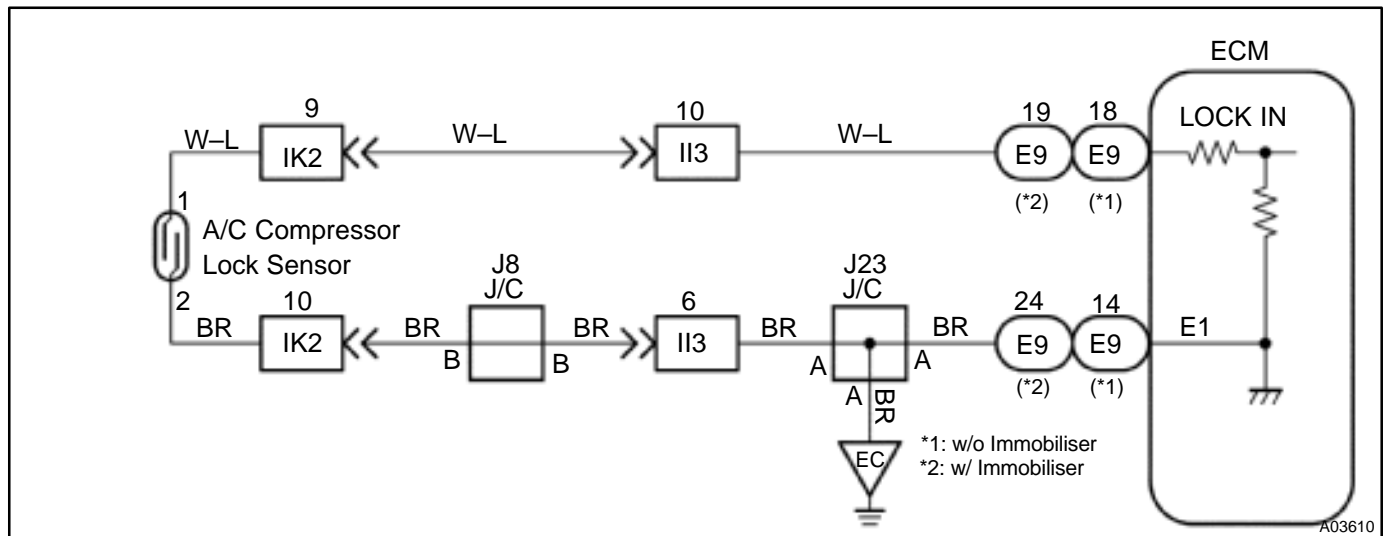 ECM
9
10
19
18
LOCK IN
W–L
IK2
W–L
II3
W–L
E9
E9
(*2)
(*1)
1
A/C Compressor
Lock Sensor
2
J8
J/C
J23
J/C
10
6
24
14
BR
IK2
BR
B
B
BR
II3
BR
A
A
BR
E9
E9
E1
(*2)
(*1)
A
BR
EC
*1: w/o Immobiliser
*2: w/ Immobiliser
A03610